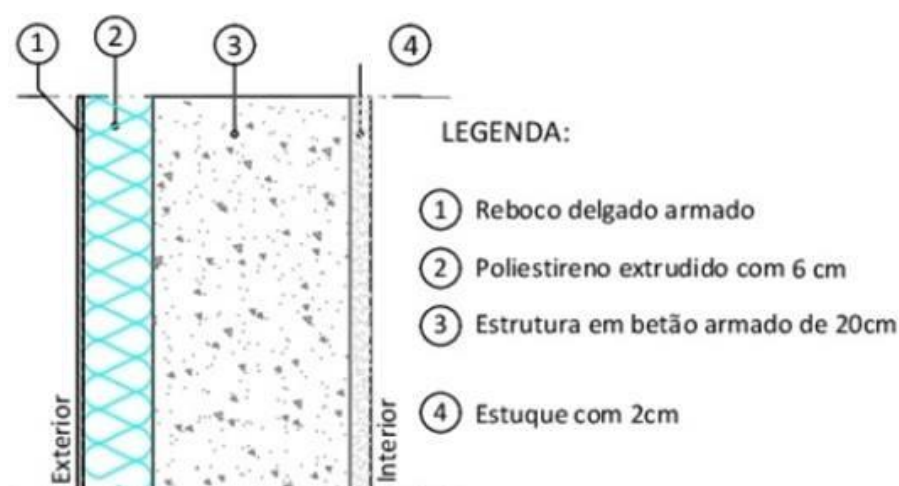 1 2 3 4
LEGENDA:
1 Reboco delgado armado
2 Poliestireno extrudido com 6 cm
3 Estrutura em betão armado de 20cm
4 Estuque com 2cm
Exterior
Interior